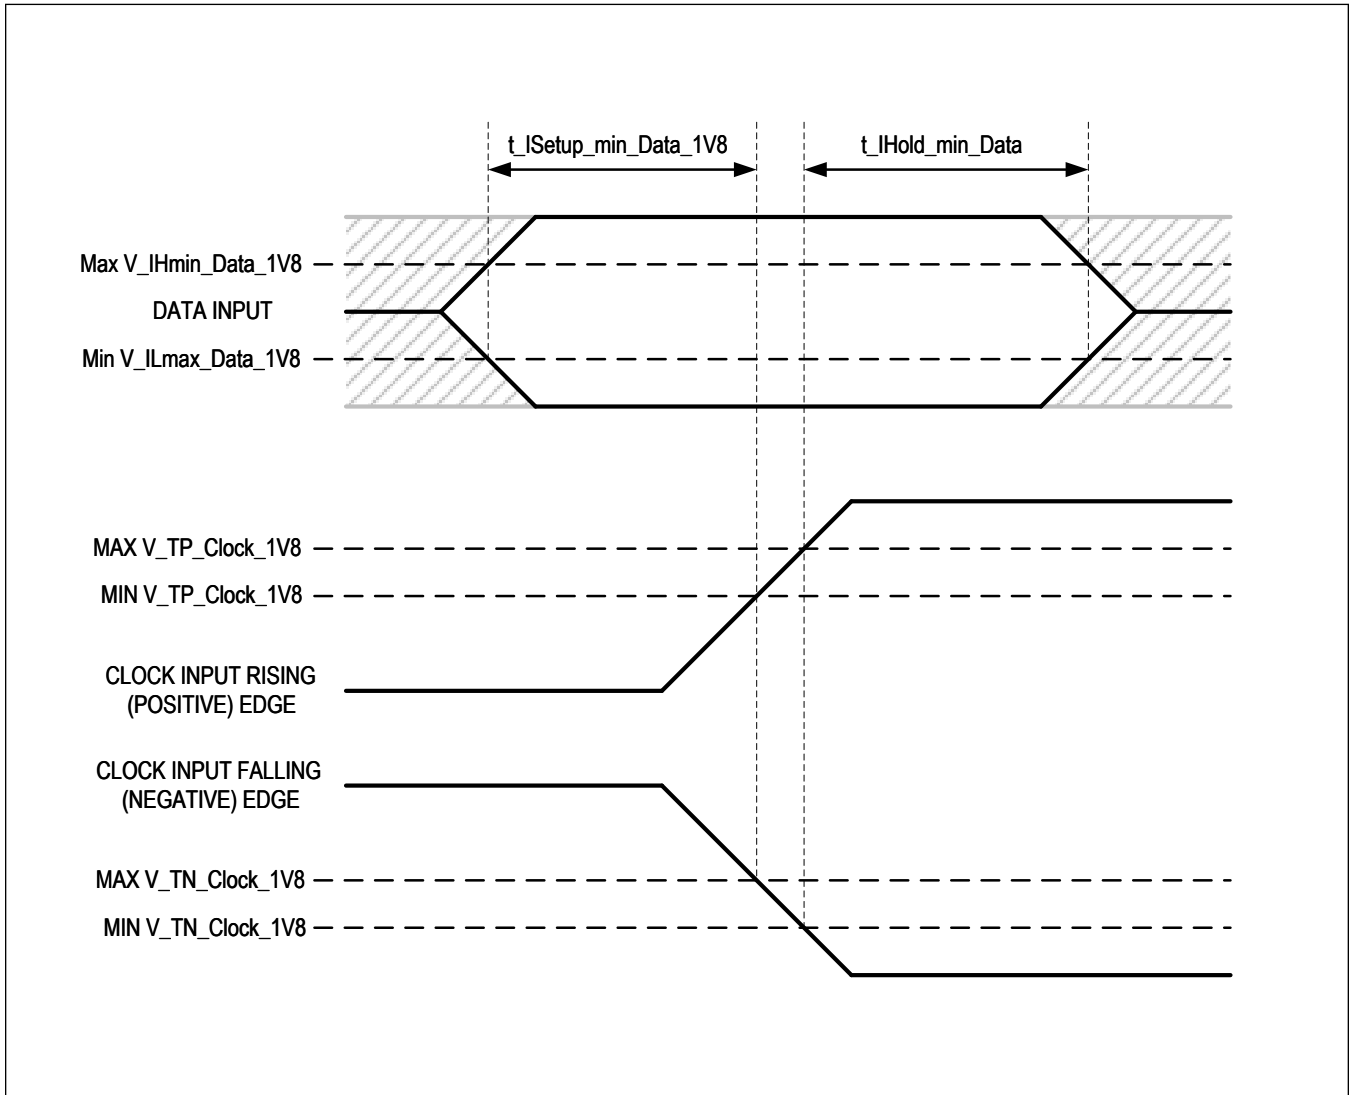 t_ISetup_min_Data_1V8
t_IHold_min_Data
Max V_IHmin_Data_1V8
DATA INPUT
Min V_ILmax_Data_1V8
MAX V_TP_Clock_1V8
MIN V_TP_Clock_1V8
CLOCK INPUT RISING
(POSITIVE) EDGE
CLOCK INPUT FALLING
(NEGATIVE) EDGE
MAX V_TN_Clock_1V8
MIN V_TN_Clock_1V8